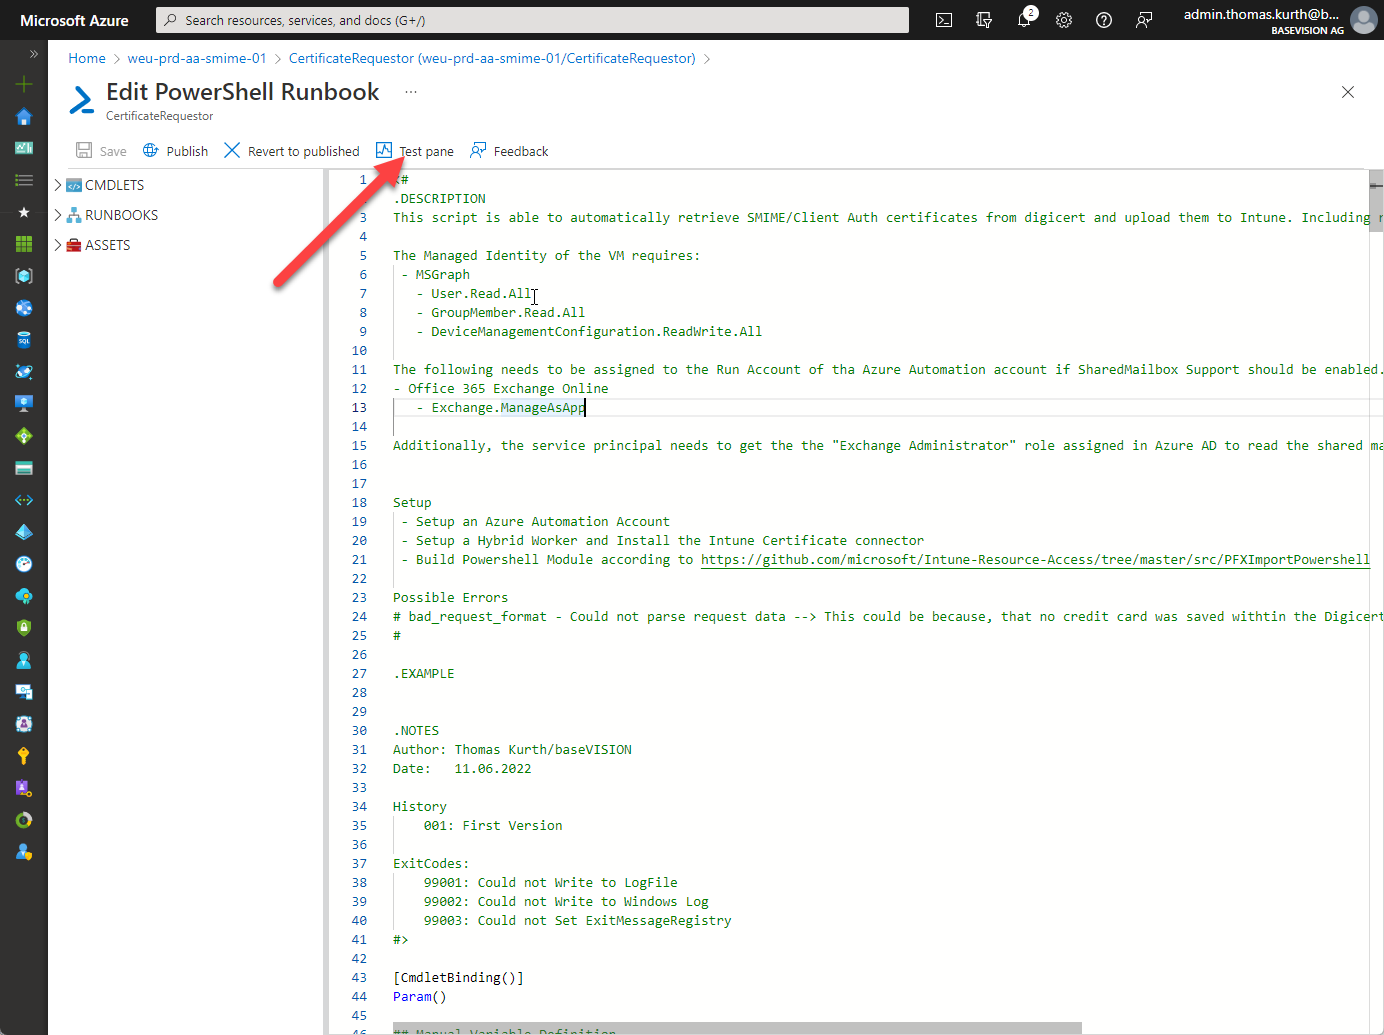 Microsoft Azure
Search resources, services, and docs (G+/)
2
admin.thomas.kurth@b...
BASEVISION AG
Home > weu-prd-aa-smime-01 > CertificateRequestor (weu-prd-aa-smime-01/CertificateRequestor) >
Edit PowerShell Runbook ...
CertificateRequestor
Save Publish Revert to published Test pane Feedback
CMDLETS
RUNBOOKS
ASSETS
1 <#
.DESCRIPTION
3 This script is able to automatically retrieve SMIME/Client Auth certificates from digicert and upload them to Intune. Including
4
5 The Managed Identity of the VM requires:
6 - MSGraph
7 - User.Read.All
8 - GroupMember.Read.All
9 - DeviceManagementConfiguration.ReadWrite.All
10
11 The following needs to be assigned to the Run Account of tha Azure Automation account if SharedMailbox Support should be enabled.
12 - Office 365 Exchange Online
13 - Exchange.ManageAsApp
14
15 Additionally, the service principal needs to get the the "Exchange Administrator" role assigned in Azure AD to read the shared ma
16
17
18 Setup
19 - Setup an Azure Automation Account
20 - Setup a Hybrid Worker and Install the Intune Certificate connector
21 - Build Powershell Module according to https://github.com/microsoft/Intune-Resource-Access/tree/master/src/PFXImportPowershell
22
23 Possible Errors
24 # bad_request_format - Could not parse request data --> This could be because, that no credit card was saved withtin the Digicert
25 #
26
27 .EXAMPLE
28
29
30 .NOTES
31 Author: Thomas Kurth/baseVISION
32 Date: 11.06.2022
33
34 History
35 001: First Version
36
37 ExitCodes:
38 99001: Could not Write to LogFile
39 99002: Could not Write to Windows Log
40 99003: Could not Set ExitMessageRegistry
41 #>
42
43 [CmdletBinding()]
44 Param()
45
46 ## Manual Variable Definition